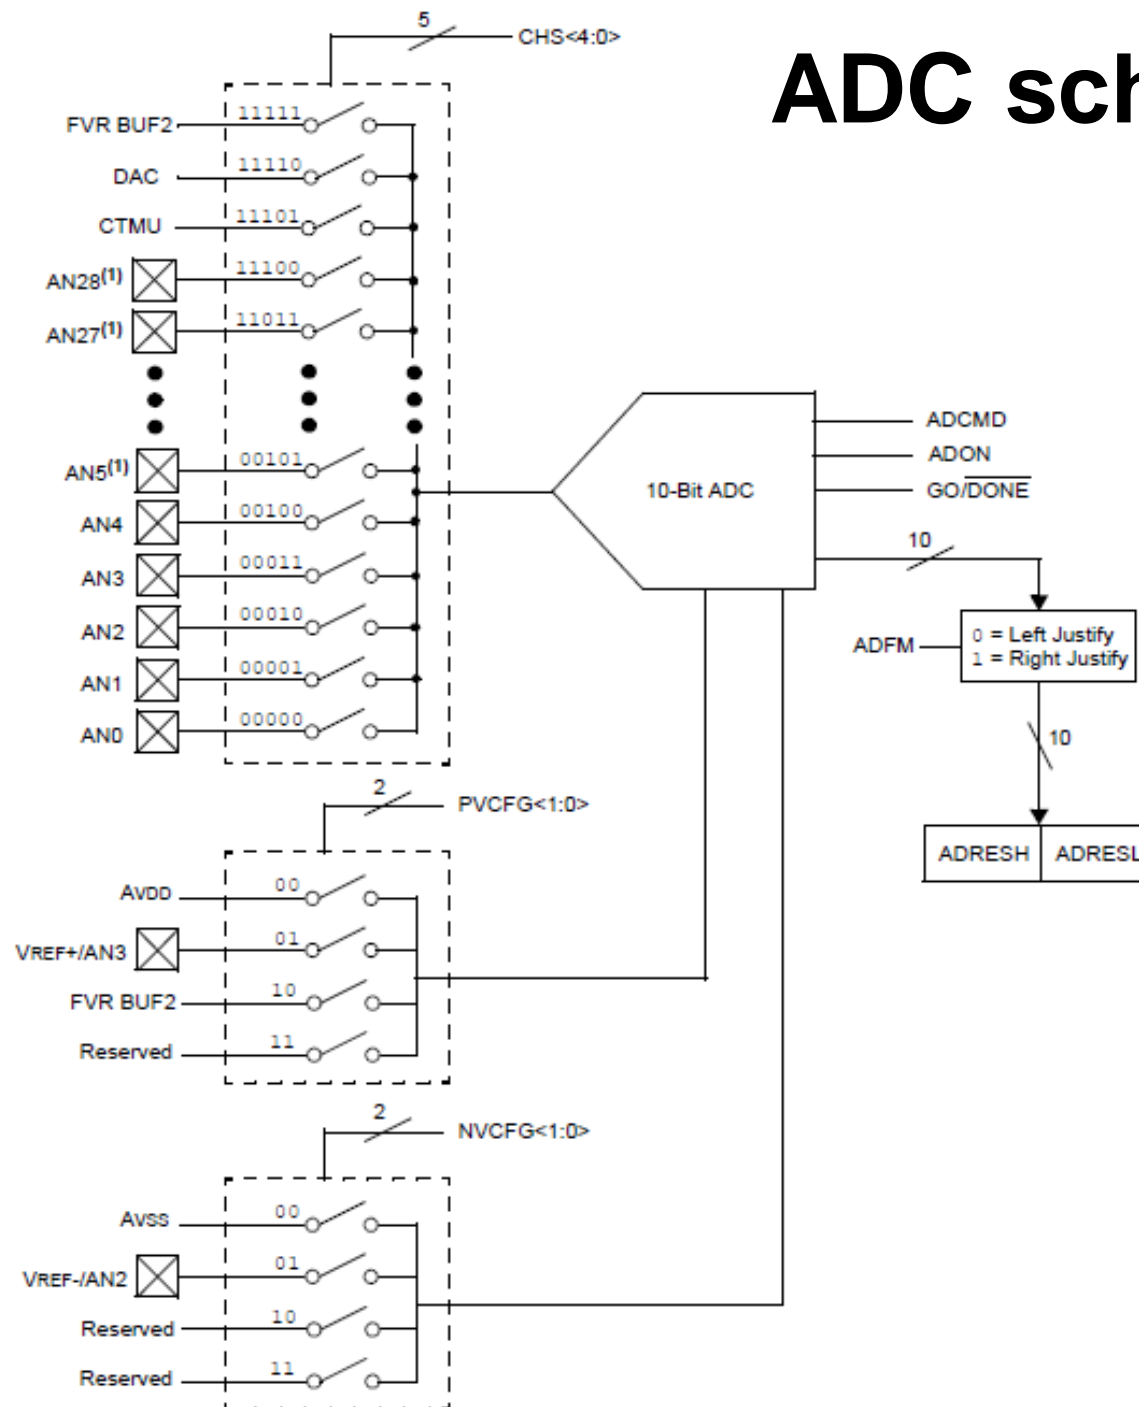 ADC sch
5
CHS<4:0>
FVR BUF2 11111
DAC 11110
CTMU 11101
AN28(1) 11100
AN27(1) 11011
AN5(1) 00101
AN4 00100
AN3 00011
AN2 00010
AN1 00001
AN0 00000
10-Bit ADC
ADCMD
ADON
GO/DONE
10
ADFM
0 = Left Justify
1 = Right Justify
10
ADRESH ADRESL
2
PVCFG<1:0>
AVDD 00
VREF+/AN3 01
FVR BUF2 10
Reserved 11
2
NVCFG<1:0>
AVSS 00
VREF-/AN2 01
Reserved 10
Reserved 11